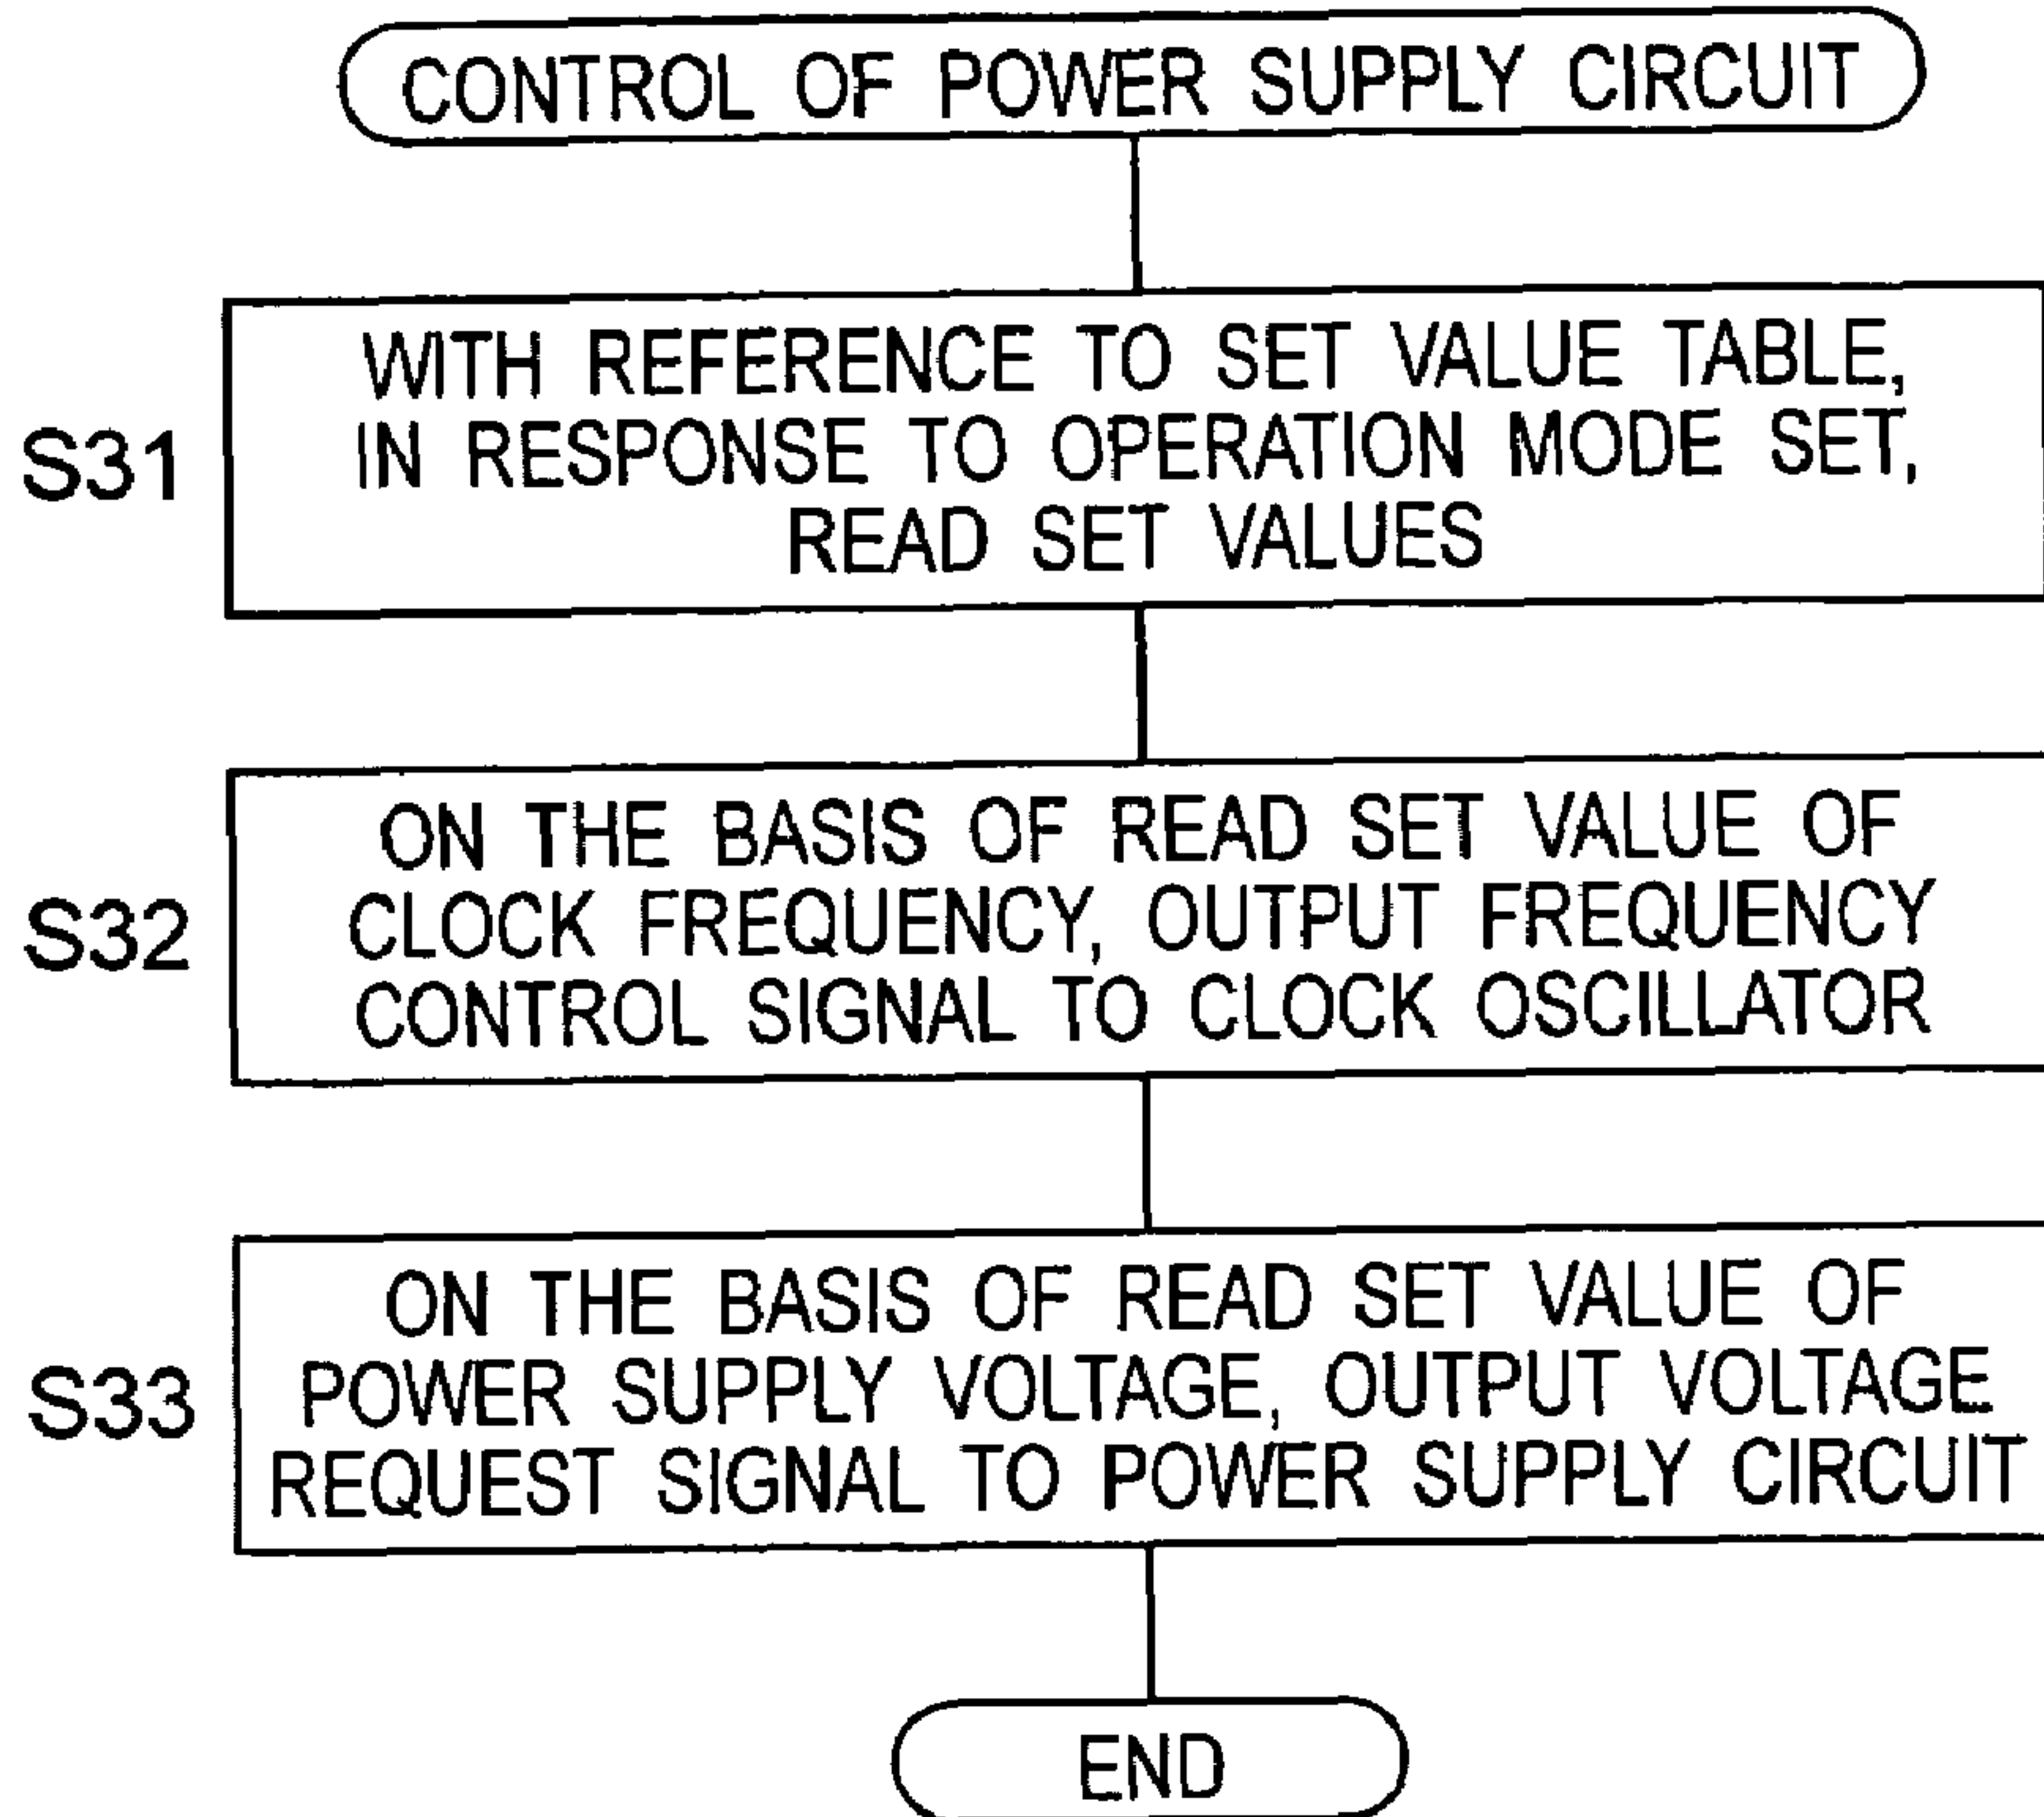 CONTROL OF POWER SUPPLY CIRCUIT
S31
WITH REFERENCE TO SET VALUE TABLE,
IN RESPONSE TO OPERATION MODE SET,
READ SET VALUES
S32
ON THE BASIS OF READ SET VALUE OF
CLOCK FREQUENCY, OUTPUT FREQUENCY
CONTROL SIGNAL TO CLOCK OSCILLATOR
S33
ON THE BASIS OF READ SET VALUE OF
POWER SUPPLY VOLTAGE, OUTPUT VOLTAGE
REQUEST SIGNAL TO POWER SUPPLY CIRCUIT
END